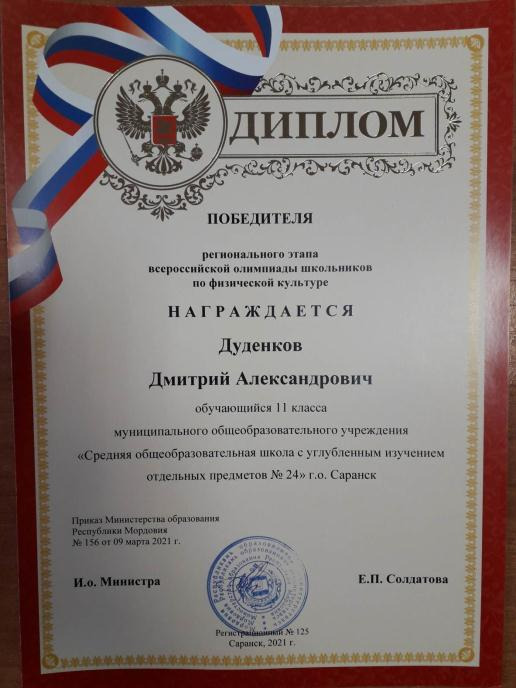 ДИПЛОМ
ПОБЕДИТЕЛЯ
регионального этапа
всероссийской олимпиады школьников
по физической культуре
НАГРАЖДАЕТСЯ
Дуденков
Дмитрий Александрович
обучающийся 11 класса
муниципального общеобразовательного учреждения
«Средняя общеобразовательная школа с углубленным изучением
отдельных предметов № 24» г.о. Саранск
Приказ Министерства образования
Республики Мордовия
№ 156 от 09 марта 2021 г.
И.о. Министра
Е.П. Солдатова
Регистрационный № 125
Саранск, 2021 г.